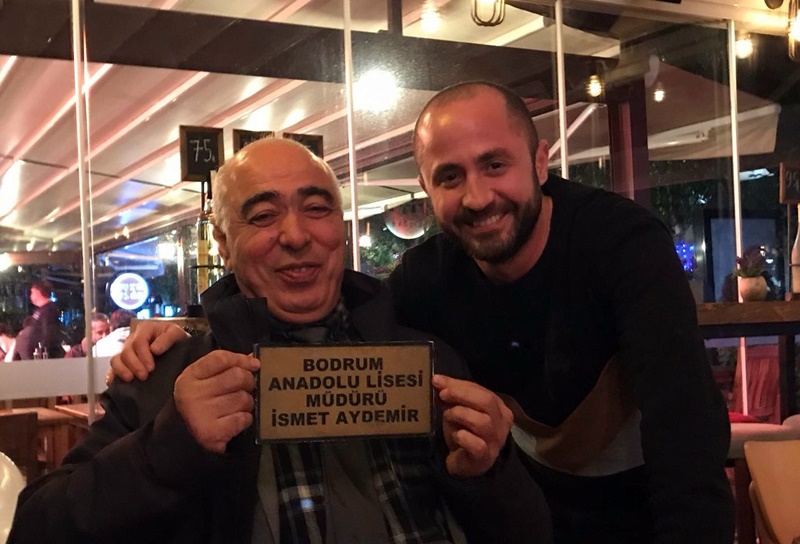 75
BODRUM
ANADOLU LİSESİ
MÜDÜRÜ
İSMET AYDEMİR